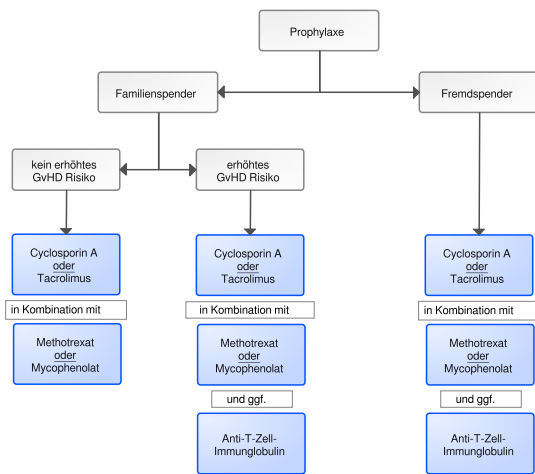 Prophylaxe
Familienspender
Fremdspender
kein erhöhtes
GvHD Risiko
erhöhtes
GvHD Risiko
Cyclosporin A
oder
Tacrolimus
in Kombination mit
Methotrexat
oder
Mycophenolat
Cyclosporin A
oder
Tacrolimus
in Kombination mit
Methotrexat
oder
Mycophenolat
und ggf.
Anti-T-Zell-
Immunglobulin
Cyclosporin A
oder
Tacrolimus
in Kombination mit
Methotrexat
oder
Mycophenolat
und ggf.
Anti-T-Zell-
Immunglobulin